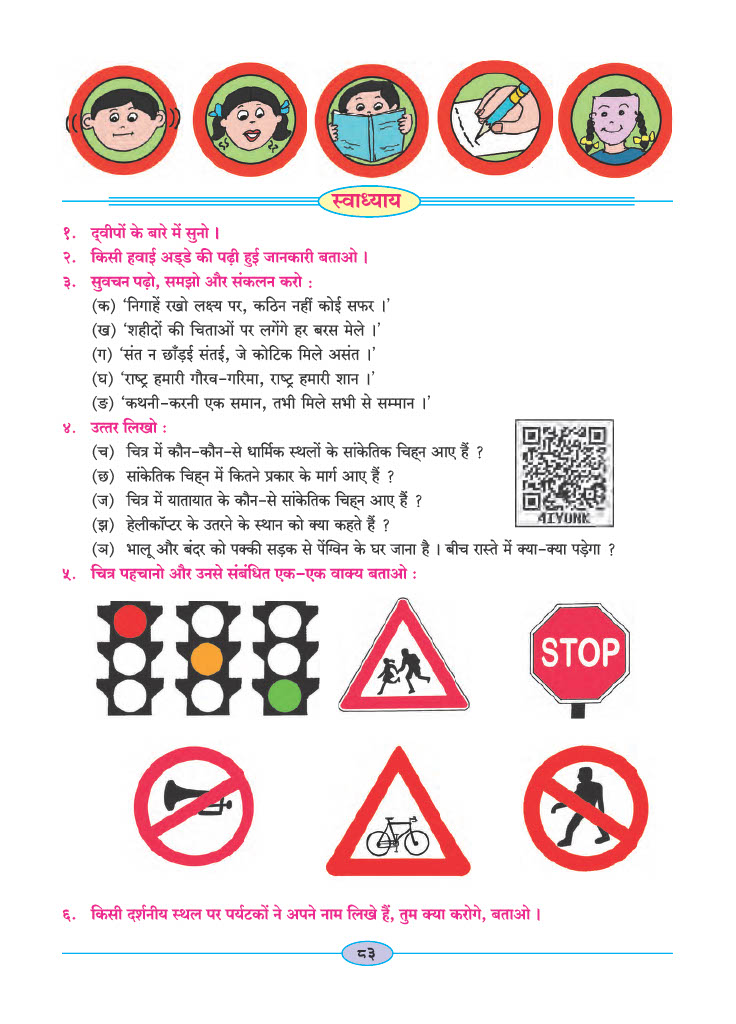 स्वाध्याय
१. द्‌वीपों के बारे में सुनो ।
२. किसी हवाई अड्‌डे की पढ़ी हुई जानकारी बताओ ।
३. सुवचन पढ़ो, समझो और संकलन करो :
(क) ‘निगाहें रखो लक्ष्य पर, कठिन नहीं कोई सफर ।’
(ख) ‘शहीदों की चिताओं पर लगेंगे हर बरस मेले ।’
(ग) ‘संत न छाँड़इ संतई, जे कोटिक मिले असंत ।’
(घ) ‘राष्ट्र हमारी गौरव-गरिमा, राष्ट्र हमारी शान ।’
(ङ) ‘कथनी-करनी एक समान, तभी मिले सभी से सम्मान ।’
४. उत्तर लिखो :
(च) चित्र में कौन-कौन-से धार्मिक स्थलों के सांकेतिक चिह्‌न आए हैं ?
(छ) सांकेतिक चिह्‌न में कितने प्रकार के मार्ग आए हैं ?
(ज) चित्र में यातायात के कौन-से सांकेतिक चिह्‌न आए हैं ?
(झ) हेलीकॉप्टर के उतरने के स्थान को क्या कहते हैं ?
4IYUNK
(ञ) भालू और बंदर को पक्की सड़क से पेंग्विन के घर जाना है । बीच रास्ते में क्या-क्या पड़ेगा ?
५. चित्र पहचानो और उनसे संबंधित एक-एक वाक्य बताओ :
STOP
६. किसी दर्शनीय स्थल पर पर्यटकों ने अपने नाम लिखे हैं, तुम क्या करोगे, बताओ ।
८३